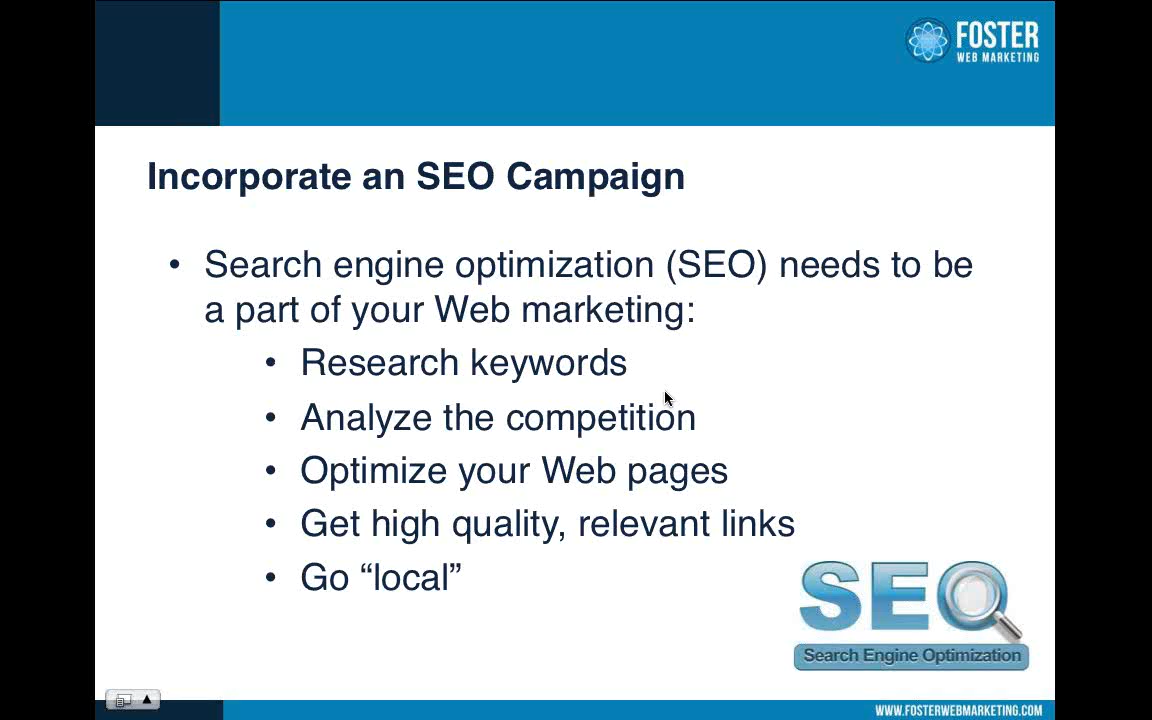 FOSTER
WEB MARKETING
Incorporate an SEO Campaign
• Search engine optimization (SEO) needs to be
a part of your Web marketing:
• Research keywords
• Analyze the competition
• Optimize your Web pages
• Get high quality, relevant links
• Go “local”
SEO
Search Engine Optimization
WWW.FOSTERWEBMARKETING.COM